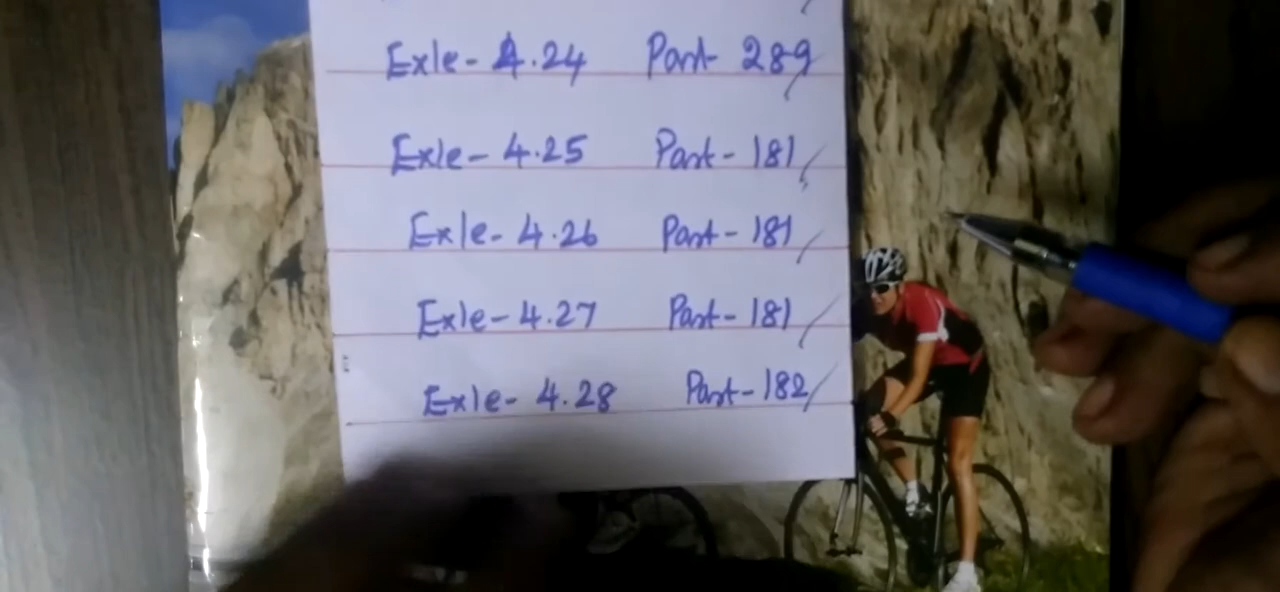 Exle- 4.24 Part- 289
Exle- 4.25 Part- 181
Exle- 4.26 Part- 181
Exle- 4.27 Part- 181
Exle- 4.28 Part- 182